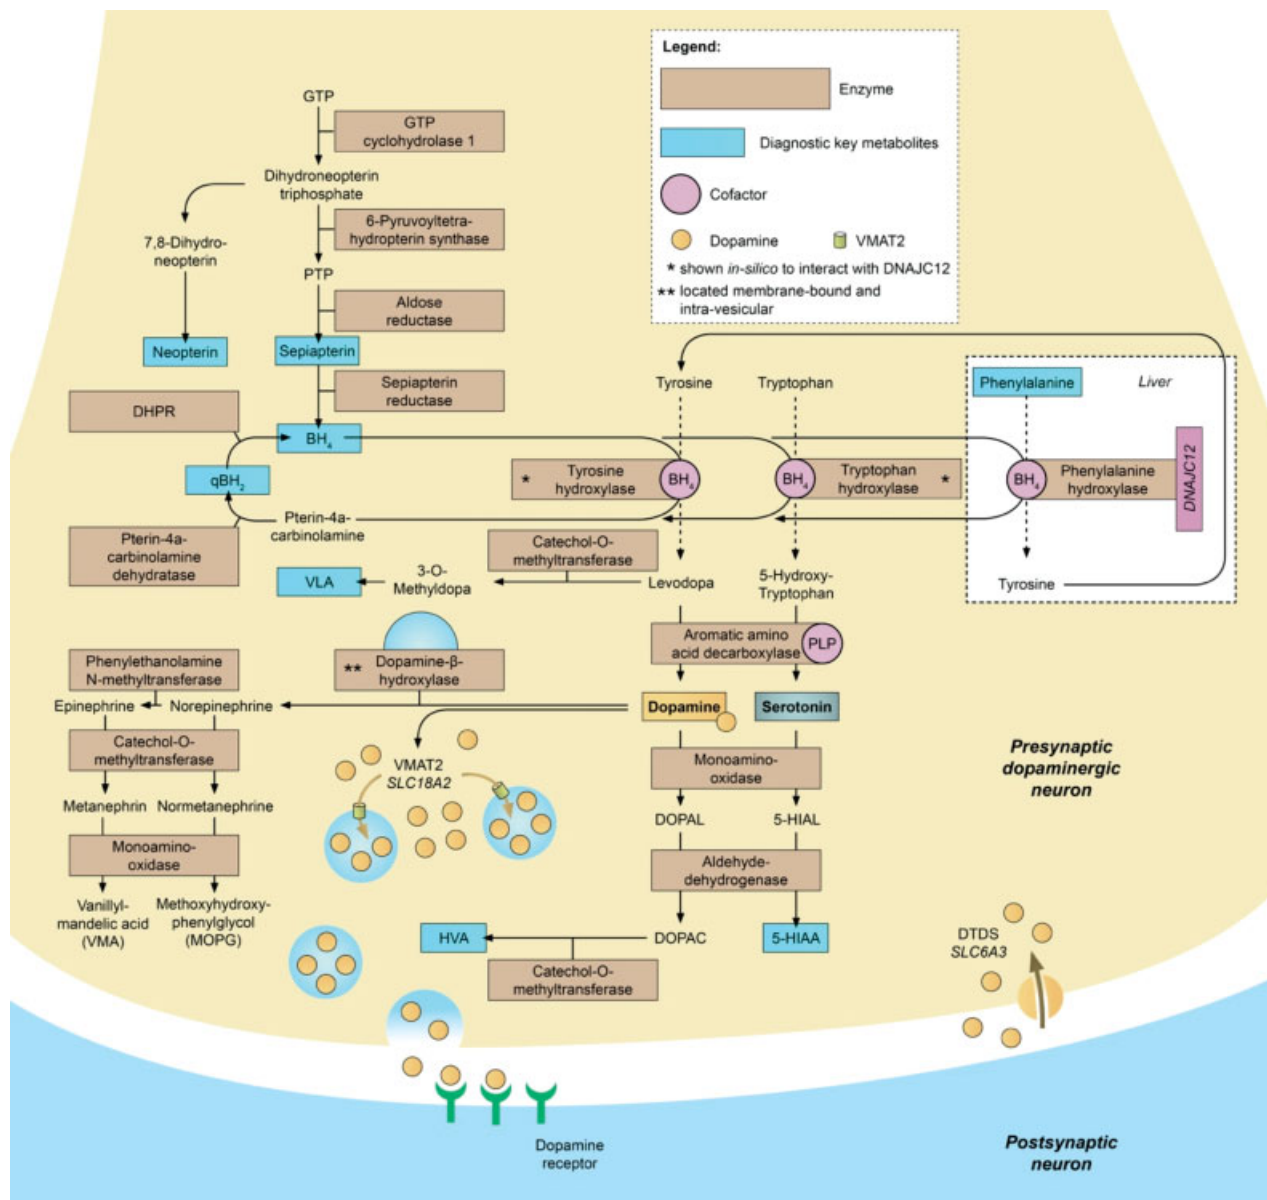 Legend:
Enzyme
Diagnostic key metabolites
Cofactor
Dopamine
VMAT2
* shown in-silico to interact with DNAJC12
** located membrane-bound and
intra-vesicular
GTP
GTP
cyclohydrolase 1
Dihydroneopterin
triphosphate
6-Pyruvoyltetra-
hydropterin synthase
7,8-Dihydro-
neopterin
PTP
Aldose
reductase
Neopterin
Sepiapterin
Sepiapterin
reductase
DHPR
BH4
qBH2
Pterin-4a-
carbinolamine
Pterin-4a-
carbinolamine
dehydratase
Tyrosine
Tryptophan
Phenylalanine
Liver
* Tyrosine
hydroxylase
BH4
BH4
Tryptophan
hydroxylase *
BH4
Phenylalanine
hydroxylase
DNAJC12
Tyrosine
Catechol-O-
methyltransferase
VLA
3-O-
Methyldopa
Levodopa
5-Hydroxy-
Tryptophan
Aromatic amino
acid decarboxylase
PLP
Phenylethanolamine
N-methyltransferase
** Dopamine-β-
hydroxylase
Epinephrine
Norepinephrine
Dopamine
Serotonin
Catechol-O-
methyltransferase
VMAT2
SLC18A2
Monoamino-
oxidase
Presynaptic
dopaminergic
neuron
Metanephrin
Normetanephrine
DOPAL
5-HIAL
Monoamino-
oxidase
Aldehyde-
dehydrogenase
Vanillyl-
mandelic acid
(VMA)
Methoxyhydroxy-
phenylglycol
(MOPG)
HVA
DOPAC
5-HIAA
Catechol-O-
methyltransferase
DTDS
SLC6A3
Dopamine
receptor
Postsynaptic
neuron